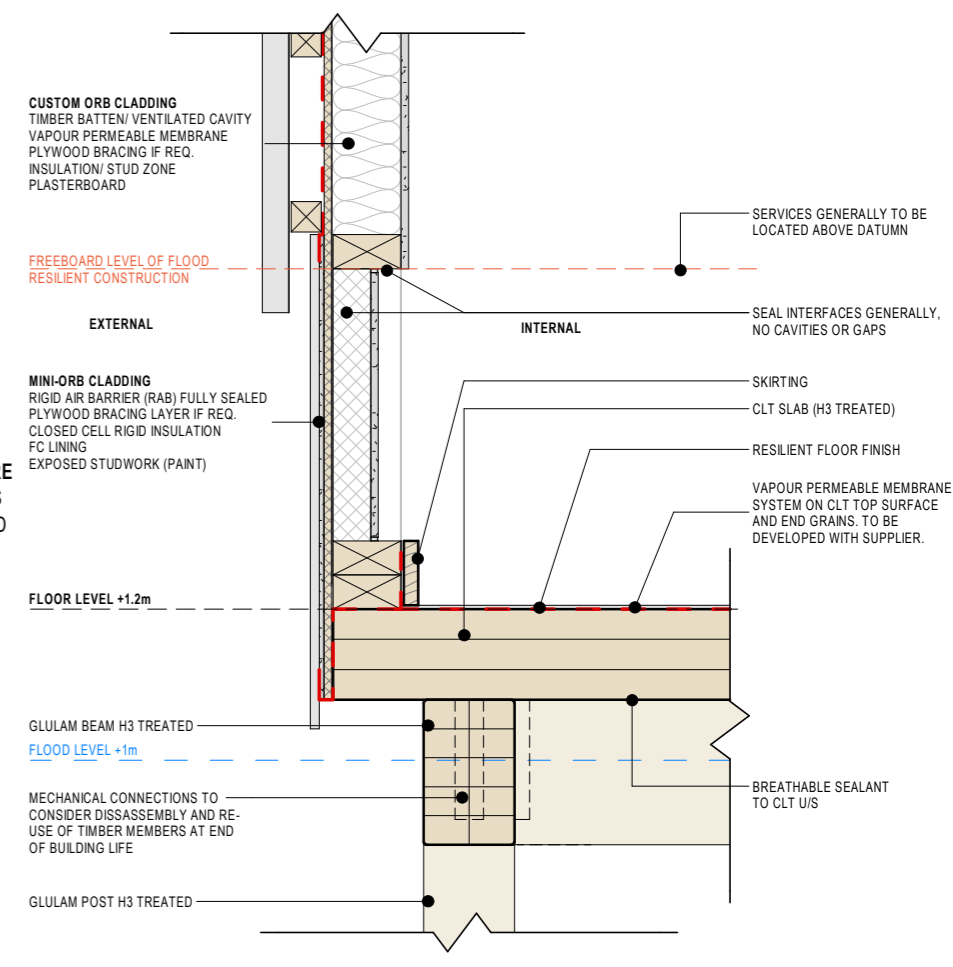 CUSTOM ORB CLADDING
TIMBER BATTEN/ VENTILATED CAVITY
VAPOUR PERMEABLE MEMBRANE
PLYWOOD BRACING IF REQ.
INSULATION/ STUD ZONE
PLASTERBOARD
SERVICES GENERALLY TO BE
LOCATED ABOVE DATUMN
FREEBOARD LEVEL OF FLOOD
RESILIENT CONSTRUCTION
EXTERNAL
INTERNAL
SEAL INTERFACES GENERALLY,
NO CAVITIES OR GAPS
MINI-ORB CLADDING
RIGID AIR BARRIER (RAB) FULLY SEALED
PLYWOOD BRACING LAYER IF REQ.
CLOSED CELL RIGID INSULATION
FC LINING
EXPOSED STUDWORK (PAINT)
SKIRTING
CLT SLAB (H3 TREATED)
RESILIENT FLOOR FINISH
VAPOUR PERMEABLE MEMBRANE
SYSTEM ON CLT TOP SURFACE
AND END GRAINS. TO BE
DEVELOPED WITH SUPPLIER.
FLOOR LEVEL +1.2m
GLULAM BEAM H3 TREATED
FLOOD LEVEL +1m
MECHANICAL CONNECTIONS TO
CONSIDER DISSASSEMBLY AND RE-
USE OF TIMBER MEMBERS AT END
OF BUILDING LIFE
BREATHABLE SEALANT
TO CLT U/S
GLULAM POST H3 TREATED